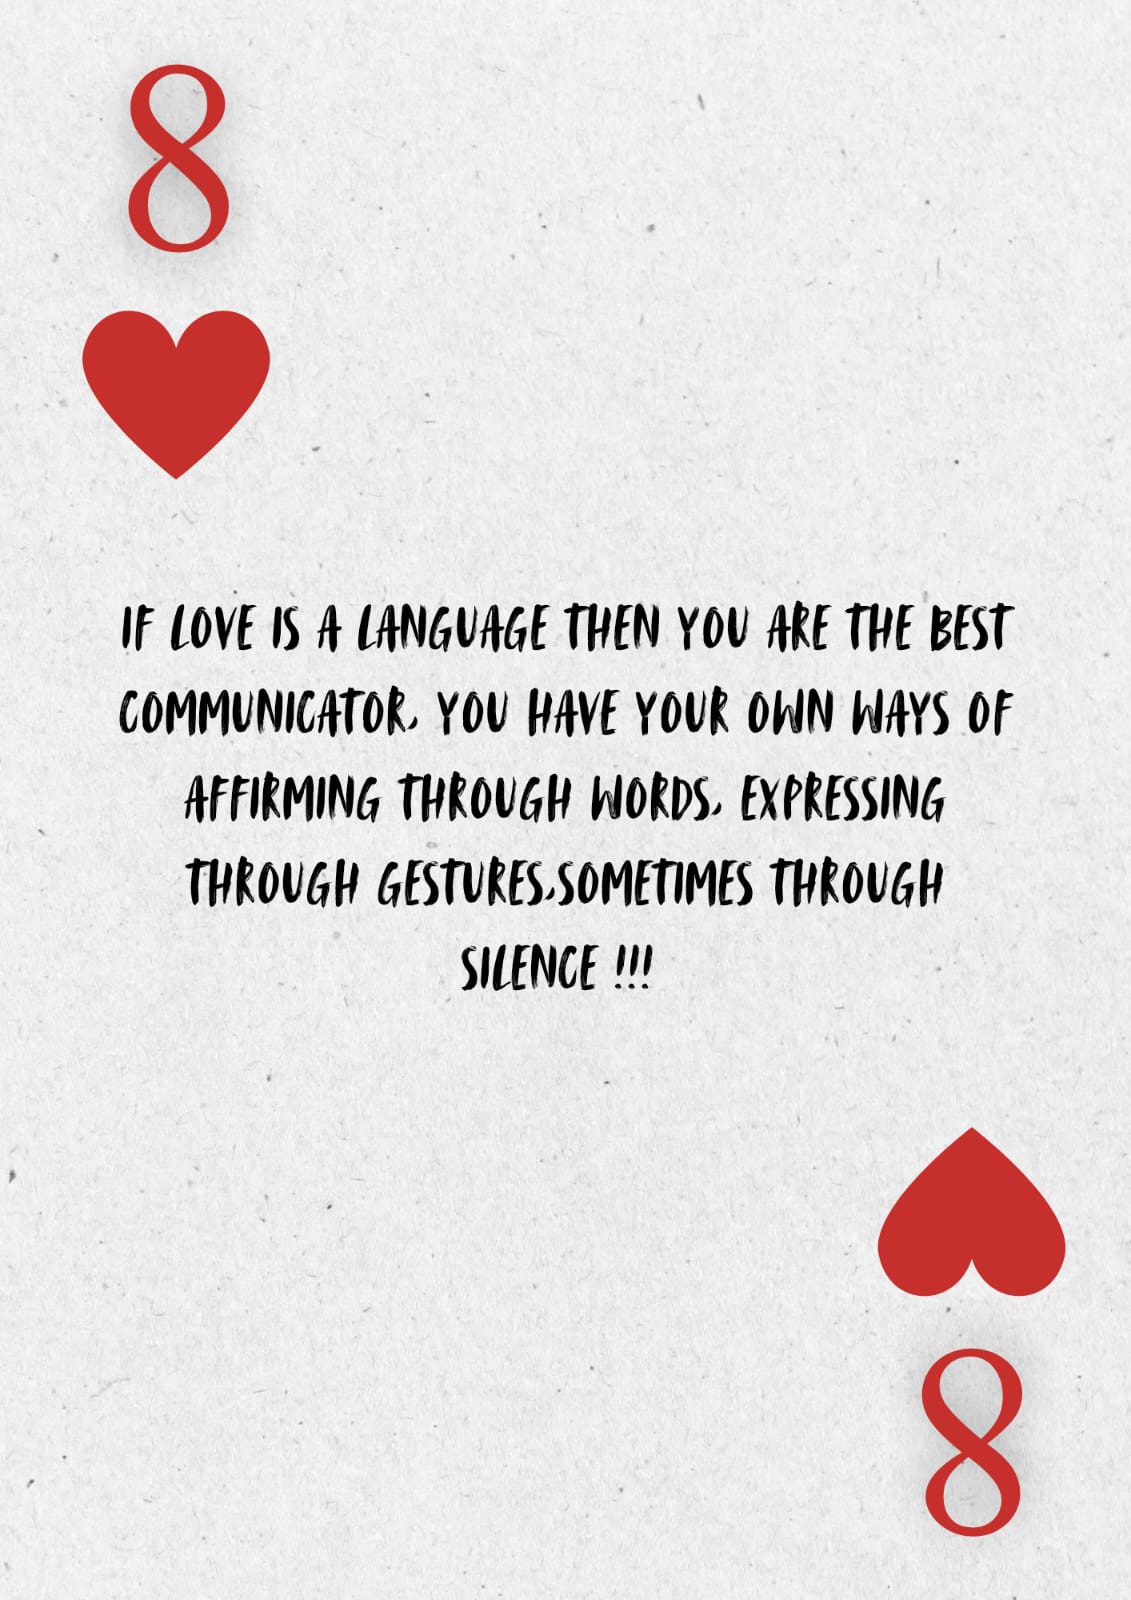 8
IF LOVE IS A LANGUAGE THEN YOU ARE THE BEST
COMMUNICATOR, YOU HAVE YOUR OWN WAYS OF
AFFIRMING THROUGH WORDS, EXPRESSING
THROUGH GESTURES,SOMETIMES THROUGH
SILENCE !!!
8